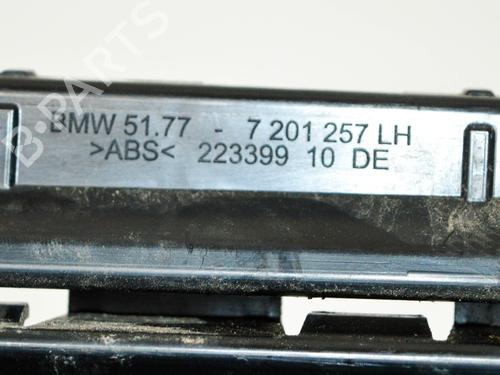 BMW 51.77 - 7 201 257 LH
>ABS< 223399 10 DE
B-PARTS